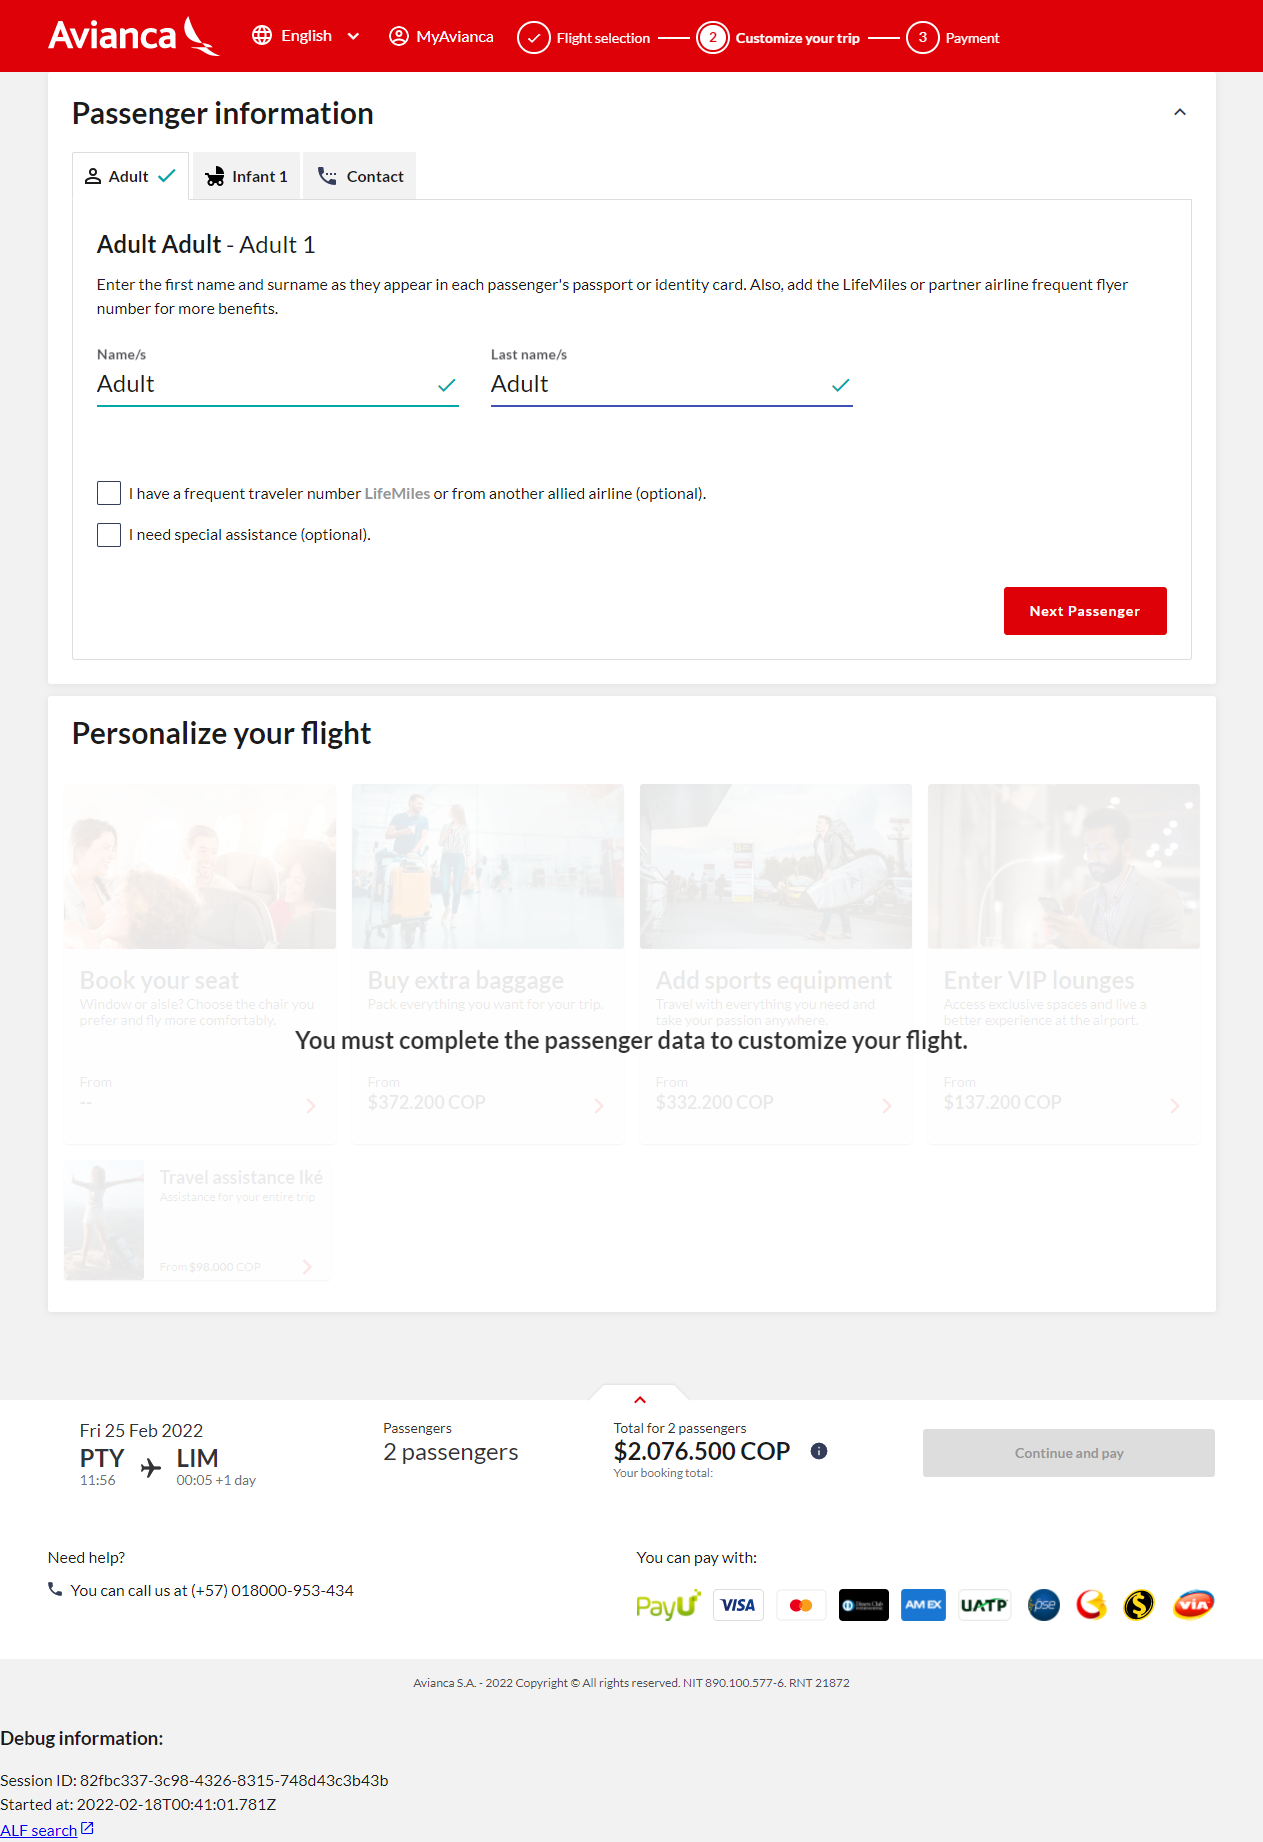 Avianca
English
MyAvianca
Flight selection
2
Customize your trip
3
Payment
Passenger information
Adult
Infant 1
Contact
Adult Adult - Adult 1
Enter the first name and surname as they appear in each passenger's passport or identity card. Also, add the LifeMiles or partner airline frequent flyer
number for more benefits.
Name/s
Last name/s
Adult
Adult
I have a frequent traveler number LifeMiles or from another allied airline (optional).
I need special assistance (optional).
Next Passenger
Personalize your flight
Book your seat
Window or aisle? Choose the chair you
prefer and fly more comfortably.
From
--
Buy extra baggage
Pack everything you want for your trip.
From
$372.200 COP
Add sports equipment
Travel with everything you need and
take your passion anywhere.
From
$332.200 COP
Enter VIP lounges
Access exclusive spaces and live a
better experience at the airport.
From
$137.200 COP
You must complete the passenger data to customize your flight.
Travel assistance Iké
Assistance for your entire trip
From $98.000 COP
Fri 25 Feb 2022
PTY
LIM
11:56
00:05 +1 day
Passengers
2 passengers
Total for 2 passengers
$2.076.500 COP
Your booking total:
Continue and pay
Need help?
You can call us at (+57) 018000-953-434
You can pay with:
PayU
VISA
Diners Club
AMEX
UATP
pse
$
via
Avianca S.A. - 2022 Copyright © All rights reserved. NIT 890.100.577-6. RNT 21872
Debug information:
Session ID: 82fbc337-3c98-4326-8315-748d43c3b43b
Started at: 2022-02-18T00:41:01.781Z
ALF search